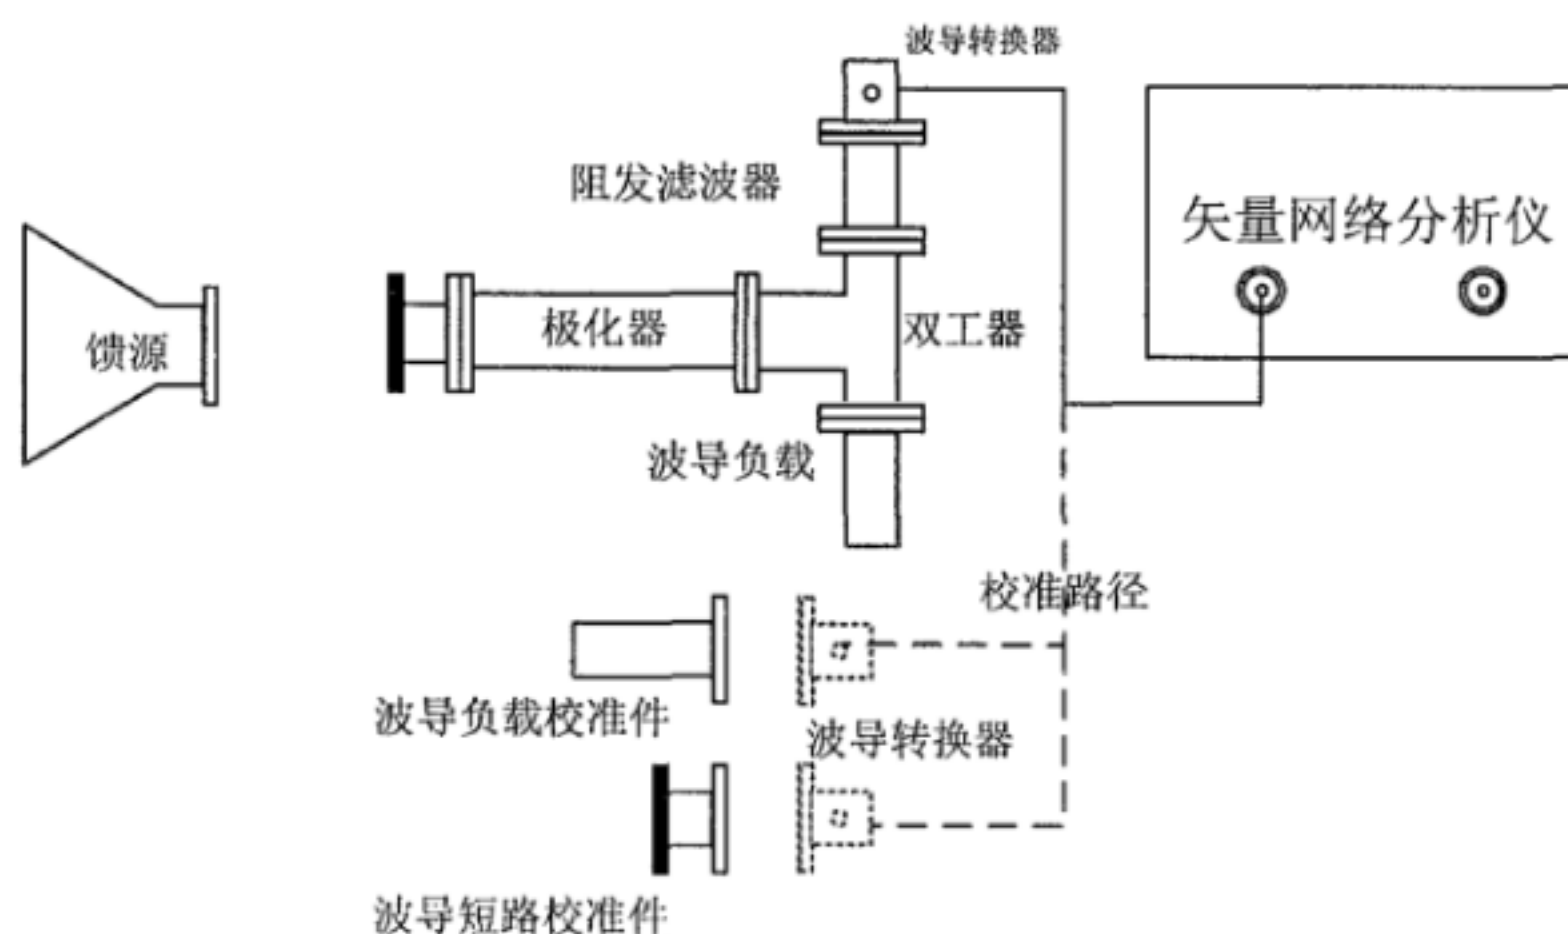 波导转换器
阻发滤波器
矢量网络分析仪
馈源
极化器
双工器
波导负载
校准路径
波导负载校准件
波导转换器
波导短路校准件